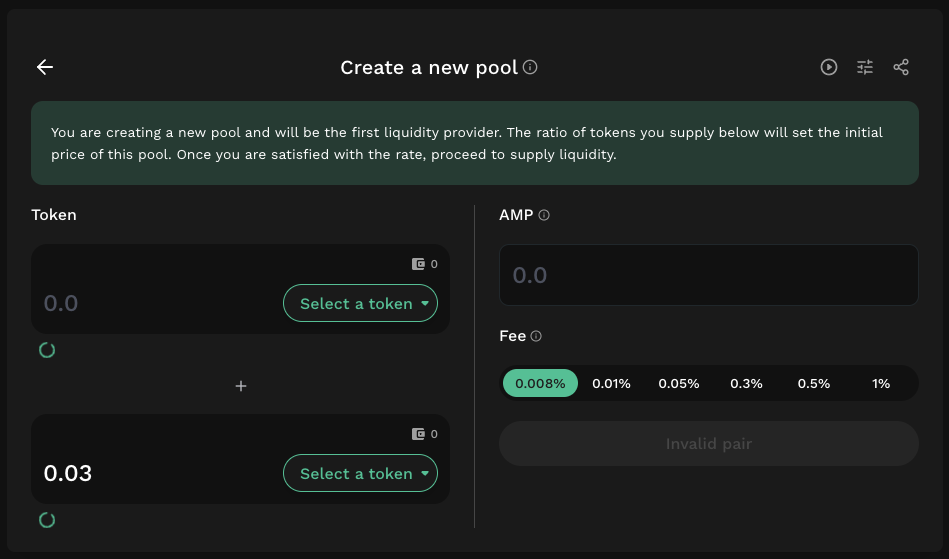 Create a new pool
You are creating a new pool and will be the first liquidity provider. The ratio of tokens you supply below will set the initial
price of this pool. Once you are satisfied with the rate, proceed to supply liquidity.
Token
0
0.0
Select a token
+
0
0.03
Select a token
AMP
0.0
Fee
0.008% 0.01% 0.05% 0.3% 0.5% 1%
Invalid pair